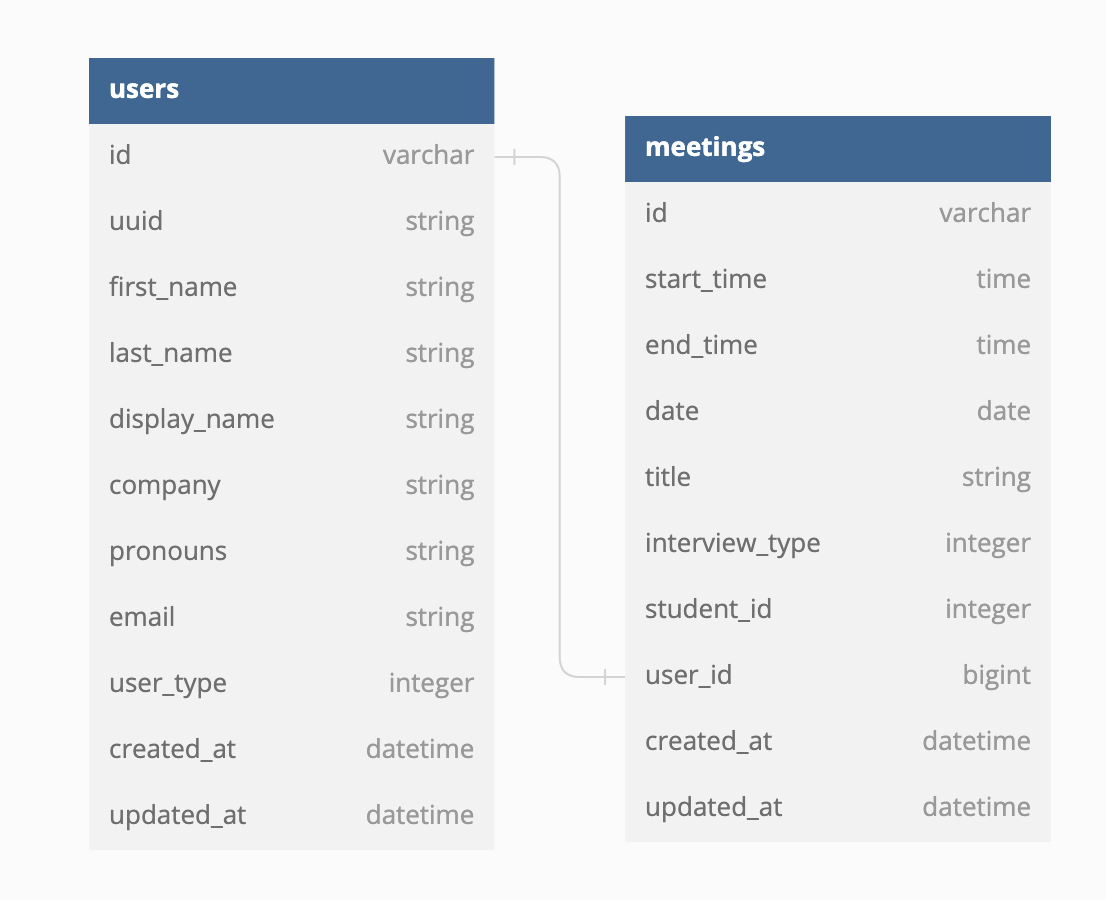 users
id varchar
uuid string
first_name string
last_name string
display_name string
company string
pronouns string
email string
user_type integer
created_at datetime
updated_at datetime
meetings
id varchar
start_time time
end_time time
date date
title string
interview_type integer
student_id integer
user_id bigint
created_at datetime
updated_at datetime